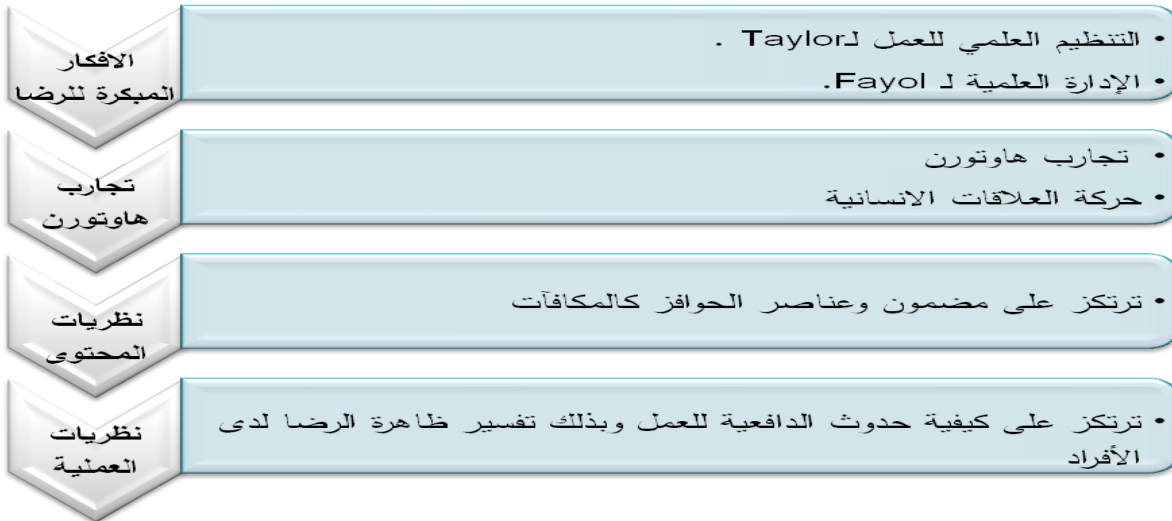 الافكار
المبكرة للرضا
• التنظيم العلمي للعمل لـTaylor .
• الإدارة العلمية لـ Fayol.
تجارب
هاوتورن
• تجارب هاوتورن
• حركة العلاقات الانسانية
نظريات
المحتوى
• ترتكز على مضمون وعناصر الحوافز كالمكافآت
نظريات
العملية
• ترتكز على كيفية حدوث الدافعية للعمل وبذلك تفسير ظاهرة الرضا لدى
الأفراد